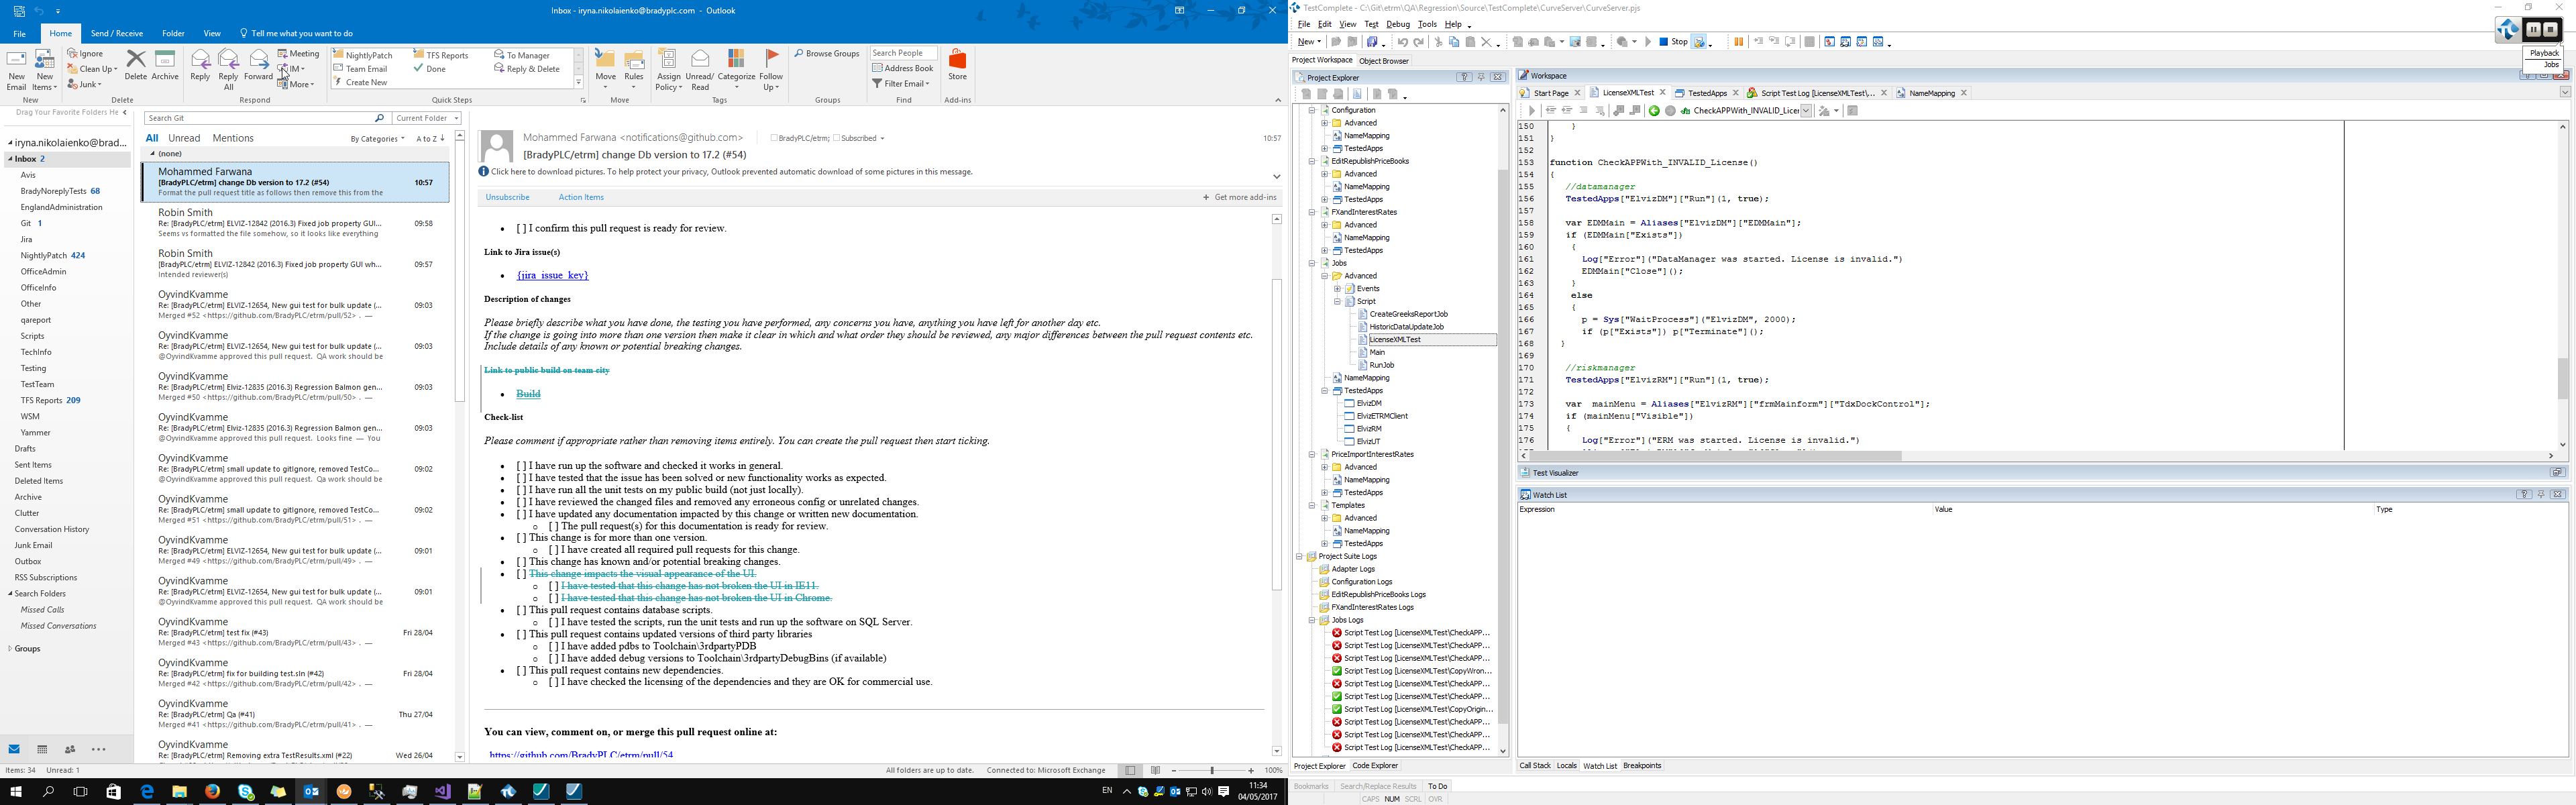 Inbox - iryna.nikolaienko@bradyplc.com - Outlook
File Home Send / Receive Folder View Tell me what you want to do
New Email
New Items
Ignore
Clean Up
Junk
Delete
Archive
Reply
Reply All
Forward
Meeting
IM
More
NightlyPatch
Team Email
Create New
TFS Reports
Done
To Manager
Reply & Delete
Move
Rules
Assign Policy
Unread/ Read
Categorize
Follow Up
Browse Groups
Search People
Address Book
Filter Email
Store
New Delete Respond Quick Steps Move Tags Groups Find Add-ins
Drag Your Favorite Folders He
iryna.nikolaienko@brad...
Inbox 2
Avis
BradyNoreplyTests 68
EnglandAdministration
Git 1
Jira
NightlyPatch 424
OfficeAdmin
OfficeInfo
Other
qareport
Scripts
TechInfo
Testing
TestTeam
TFS Reports 209
WSM
Yammer
Drafts
Sent Items
Deleted Items
Archive
Clutter
Conversation History
Junk Email
Outbox
RSS Subscriptions
Search Folders
Missed Calls
Missed Conversations
Groups
Items: 34 Unread: 1
Search Git Current Folder
All Unread Mentions By Categories A to Z
(none)
Mohammed Farwana
[BradyPLC/etrm] change Db version to 17.2 (#54) 10:57
Format the pull request title as follows then remove this from the
Robin Smith
Re: [BradyPLC/etrm] ELVIZ-12842 (2016.3) Fixed job property GUI... 09:58
Seems vs formatted the file somehow, so it looks like everything
Robin Smith
[BradyPLC/etrm] ELVIZ-12842 (2016.3) Fixed job property GUI wh... 09:57
Intended reviewer(s)
OyvindKvamme
Re: [BradyPLC/etrm] ELVIZ-12654, New gui test for bulk update (... 09:03
Merged #52 <https://github.com/BradyPLC/etrm/pull/52> . —
OyvindKvamme
Re: [BradyPLC/etrm] ELVIZ-12654, New gui test for bulk update (... 09:03
@OyvindKvamme approved this pull request. QA work should be
OyvindKvamme
Re: [BradyPLC/etrm] Elviz-12835 (2016.3) Regression Balmon gen... 09:03
Merged #50 <https://github.com/BradyPLC/etrm/pull/50> . —
OyvindKvamme
Re: [BradyPLC/etrm] Elviz-12835 (2016.3) Regression Balmon gen... 09:03
@OyvindKvamme approved this pull request. Looks fine — You
OyvindKvamme
Re: [BradyPLC/etrm] small update to gitIgnore, removed TestCo... 09:02
@OyvindKvamme approved this pull request. Qa work should be
OyvindKvamme
Re: [BradyPLC/etrm] small update to gitIgnore, removed TestCo... 09:02
Merged #51 <https://github.com/BradyPLC/etrm/pull/51> . —
OyvindKvamme
Re: [BradyPLC/etrm] ELVIZ-12654, New gui test for bulk update (... 09:01
Merged #49 <https://github.com/BradyPLC/etrm/pull/49> . —
OyvindKvamme
Re: [BradyPLC/etrm] ELVIZ-12654, New gui test for bulk update (... 09:01
@OyvindKvamme approved this pull request. QA work should be
OyvindKvamme
Re: [BradyPLC/etrm] test fix (#43) Fri 28/04
Merged #43 <https://github.com/BradyPLC/etrm/pull/43> . —
OyvindKvamme
Re: [BradyPLC/etrm] fix for building test.sln (#42) Fri 28/04
Merged #42 <https://github.com/BradyPLC/etrm/pull/42> . —
OyvindKvamme
Re: [BradyPLC/etrm] Qa (#41) Thu 27/04
Merged #41 <https://github.com/BradyPLC/etrm/pull/41> . —
OyvindKvamme
Re: [BradyPLC/etrm] Removing extra TestResults.xml (#22) Wed 26/04
Mohammed Farwana <notifications@github.com> BradyPLC/etrm; Subscribed 10:57
[BradyPLC/etrm] change Db version to 17.2 (#54)
Click here to download pictures. To help protect your privacy, Outlook prevented automatic download of some pictures in this message.
Unsubscribe Action Items + Get more add-ins
• [ ] I confirm this pull request is ready for review.
Link to Jira issue(s)
• {jira_issue_key}
Description of changes
Please briefly describe what you have done, the testing you have performed, any concerns you have, anything you have left for another day etc.
If the change is going into more than one version then make it clear in which and what order they should be reviewed, any major differences between the pull request contents etc.
Include details of any known or potential breaking changes.
Link to public build on team city
• Build
Check-list
Please comment if appropriate rather than removing items entirely. You can create the pull request then start ticking.
• [ ] I have run up the software and checked it works in general.
• [ ] I have tested that the issue has been solved or new functionality works as expected.
• [ ] I have run all the unit tests on my public build (not just locally).
• [ ] I have reviewed the changed files and removed any erroneous config or unrelated changes.
• [ ] I have updated any documentation impacted by this change or written new documentation.
o [ ] The pull request(s) for this documentation is ready for review.
• [ ] This change is for more than one version.
o [ ] I have created all required pull requests for this change.
• [ ] This change has known and/or potential breaking changes.
• [ ] This change impacts the visual appearance of the UI.
o [ ] I have tested that this change has not broken the UI in IE11.
o [ ] I have tested that this change has not broken the UI in Chrome.
• [ ] This pull request contains database scripts.
o [ ] I have tested the scripts, run the unit tests and run up the software on SQL Server.
• [ ] This pull request contains updated versions of third party libraries
o [ ] I have added pdbs to Toolchain\3rdpartyPDB
o [ ] I have added debug versions to Toolchain\3rdpartyDebugBins (if available)
• [ ] This pull request contains new dependencies.
o [ ] I have checked the licensing of the dependencies and they are OK for commercial use.
You can view, comment on, or merge this pull request online at:
https://github.com/BradyPLC/etrm/pull/54
All folders are up to date. Connected to: Microsoft Exchange 100%
EN 11:34
04/05/2017
TestComplete - C:\Git\etrm\QA\Regression\Source\TestComplete\CurveServer\CurveServer.pjs
File Edit View Test Debug Tools Help
New Stop
Playback
Jobs
Project Workspace Object Browser
Project Explorer
Configuration
Advanced
NameMapping
TestedApps
EditRepublishPriceBooks
Advanced
NameMapping
TestedApps
FXandInterestRates
Advanced
NameMapping
TestedApps
Jobs
Advanced
Events
Script
CreateGreeksReportJob
HistoricDataUpdateJob
LicenseXMLTest
Main
RunJob
NameMapping
TestedApps
ElvizDM
ElvizETRMClient
ElvizRM
ElvizUT
PriceImportInterestRates
Advanced
NameMapping
TestedApps
Templates
Advanced
NameMapping
TestedApps
Project Suite Logs
Adapter Logs
Configuration Logs
EditRepublishPriceBooks Logs
FXandInterestRates Logs
Jobs Logs
Script Test Log [LicenseXMLTest\CheckAPP...
Script Test Log [LicenseXMLTest\CheckAPP...
Script Test Log [LicenseXMLTest\CheckAPP...
Script Test Log [LicenseXMLTest\CopyWron...
Script Test Log [LicenseXMLTest\CheckAPP...
Script Test Log [LicenseXMLTest\CheckAPP...
Script Test Log [LicenseXMLTest\CopyOrigin...
Script Test Log [LicenseXMLTest\CheckAPP...
Script Test Log [LicenseXMLTest\CheckAPP...
Script Test Log [LicenseXMLTest\CheckAPP...
Project Explorer Code Explorer
Workspace
Start Page LicenseXMLTest TestedApps Script Test Log [LicenseXMLTest\... NameMapping
CheckAPPWith_INVALID_Licer
150 }
151 }
152
153 function CheckAPPWith_INVALID_License()
154 {
155 //datamanager
156 TestedApps["ElvizDM"]["Run"](1, true);
157
158 var EDMMain = Aliases["ElvizDM"]["EDMMain"];
159 if (EDMMain["Exists"])
160 {
161 Log["Error"]("DataManager was started. License is invalid.")
162 EDMMain["Close"]();
163 }
164 else
165 {
166 p = Sys["WaitProcess"]("ElvizDM", 2000);
167 if (p["Exists"]) p["Terminate"]();
168 }
169
170 //riskmanager
171 TestedApps["ElvizRM"]["Run"](1, true);
172
173 var mainMenu = Aliases["ElvizRM"]["frmMainform"]["TdxDockControl"];
174 if (mainMenu["Visible"])
175 {
176 Log["Error"]("ERM was started. License is invalid.")
Test Visualizer
Watch List
Expression Value Type
Call Stack Locals Watch List Breakpoints
Bookmarks Search/Replace Results To Do
CAPS NUM SCRL OVR